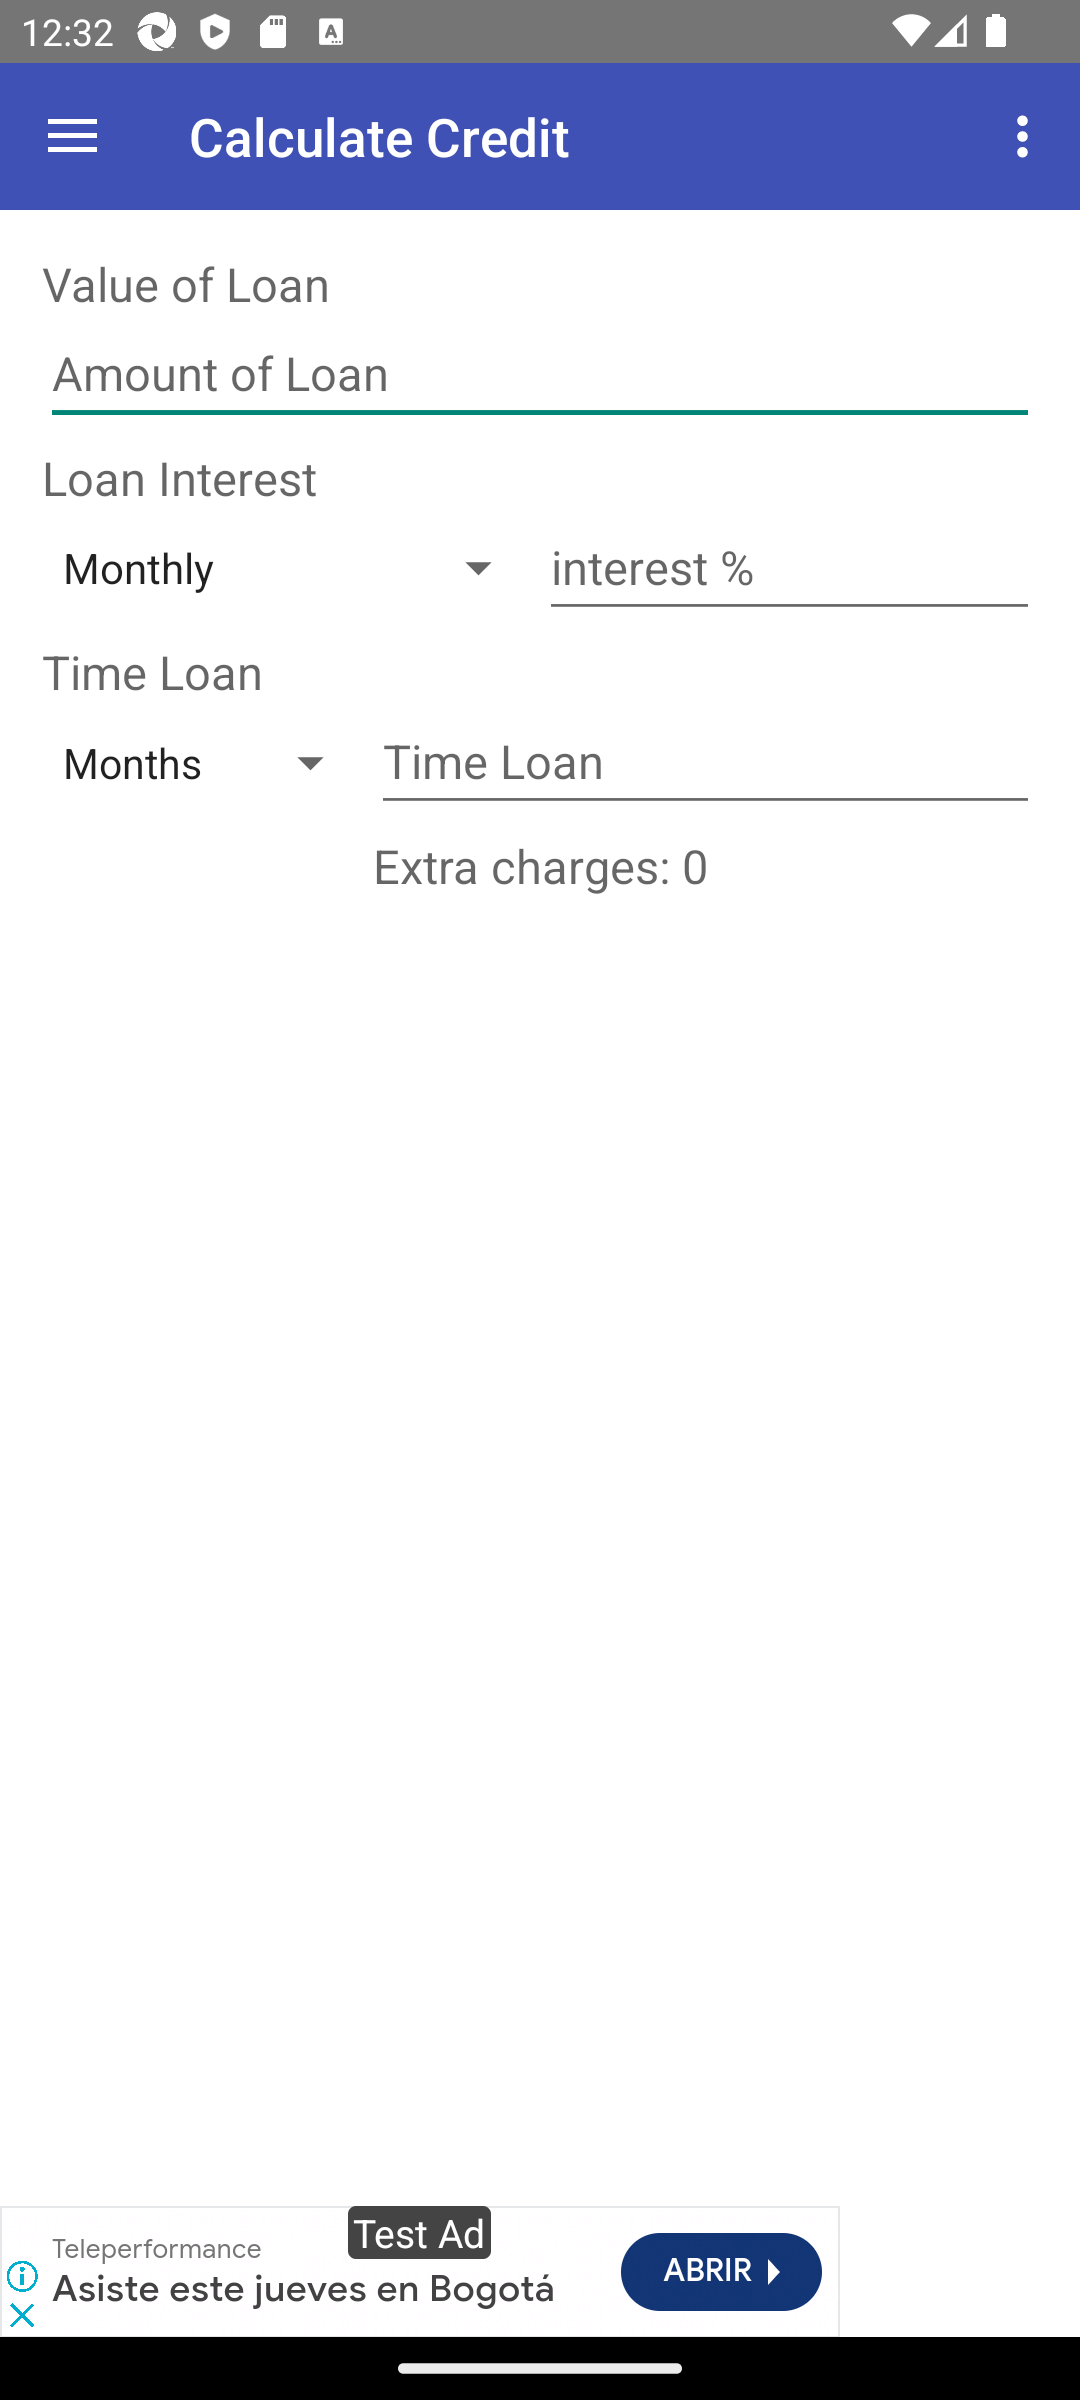 12:32
Calculate Credit
Value of Loan
Amount of Loan
Loan Interest
Monthly
interest %
Time Loan
Months
Time Loan
Extra charges: 0
Test Ad
Teleperformance
Asiste este jueves en Bogotá
ABRIR